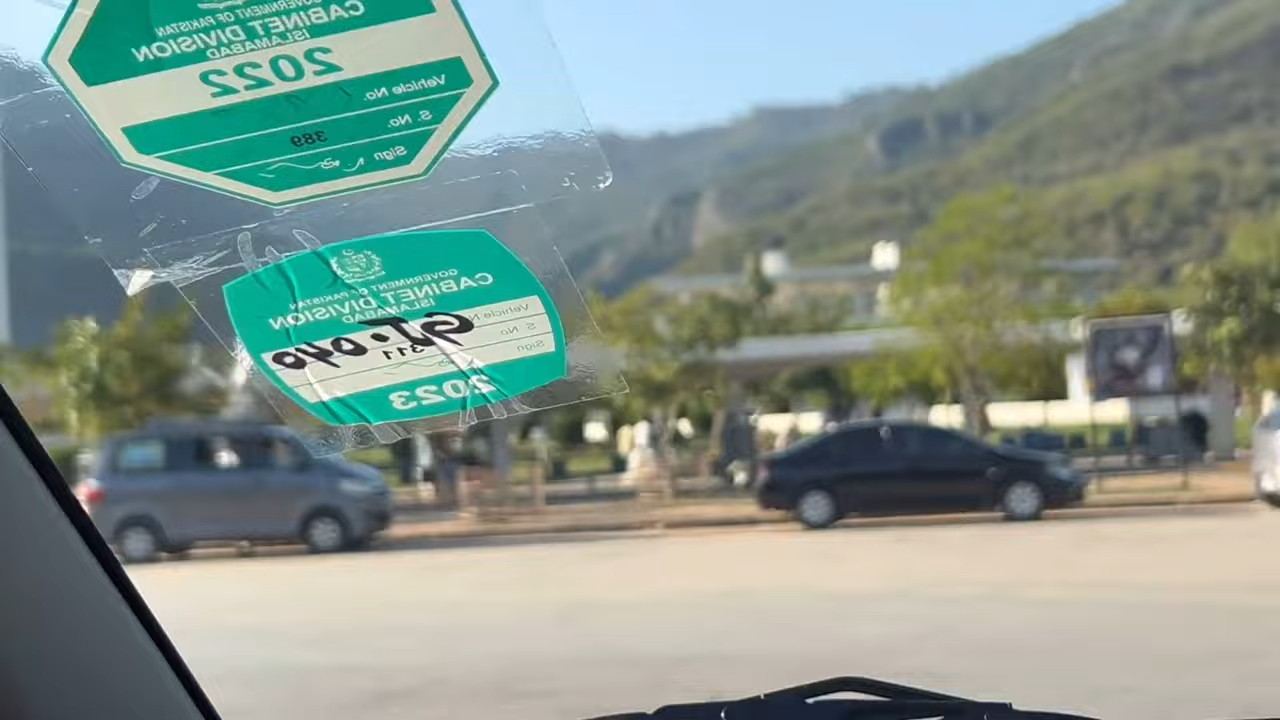 GOVERNMENT OF PAKISTAN
CABINET DIVISION
ISLAMABAD
2022
Vehicle No.
S. No. 389
Sign
GOVERNMENT OF PAKISTAN
CABINET DIVISION
ISLAMABAD
Vehicle No
S. No 311
Sign
2023